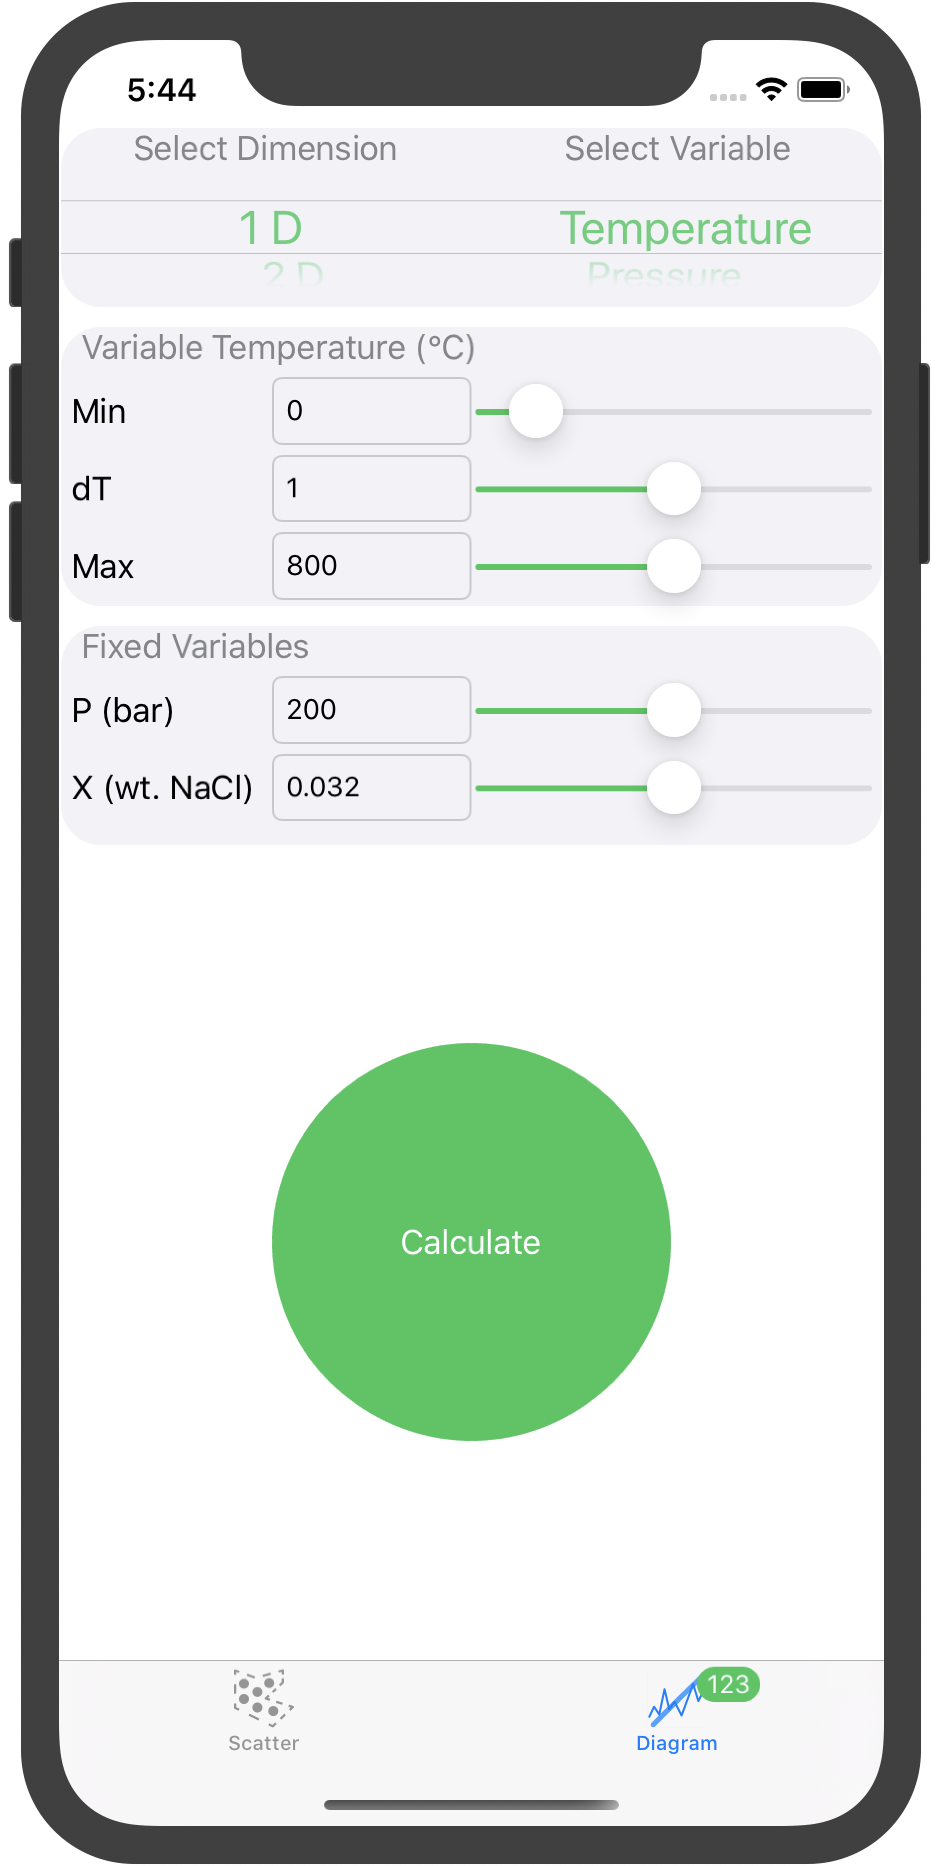 5:44
Select Dimension Select Variable
1 D Temperature
2 D Pressure
Variable Temperature (°C)
Min 0
dT 1
Max 800
Fixed Variables
P (bar) 200
X (wt. NaCl) 0.032
Calculate
123
Scatter Diagram